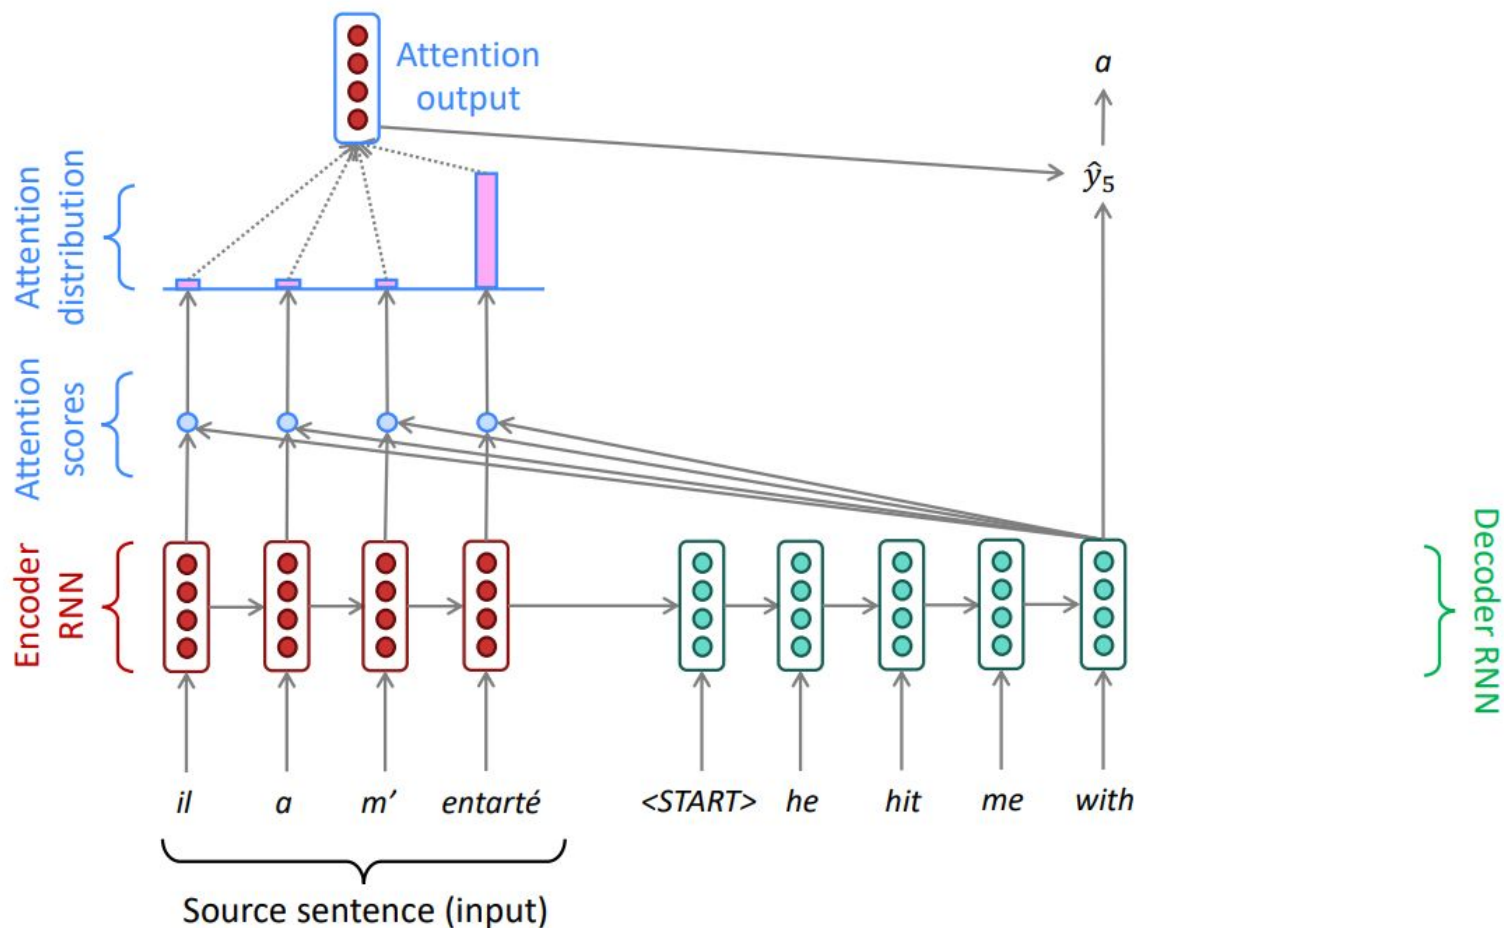 Attention
output
a
ŷ₅
Attention
distribution
Attention
scores
Encoder
RNN
Decoder RNN
il a m’ entarté <START> he hit me with
Source sentence (input)